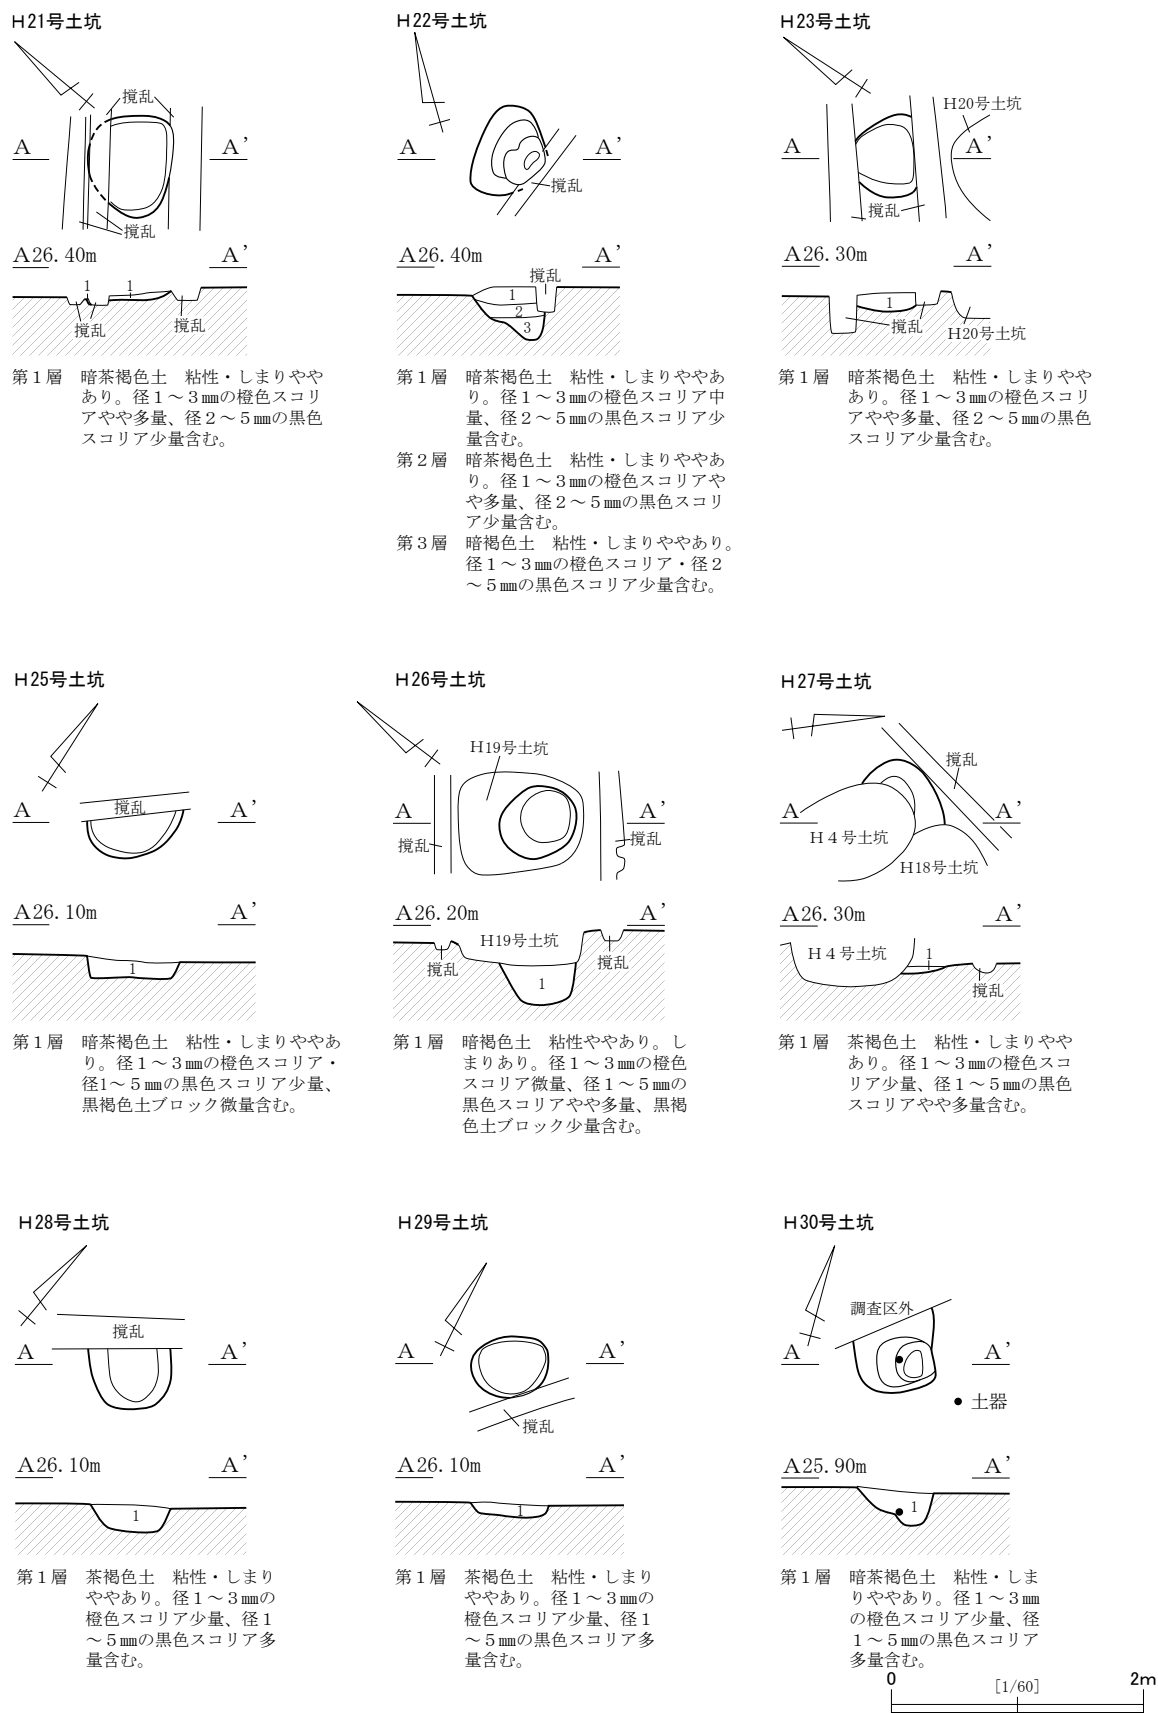 H21号土坑
撹乱
A A'
撹乱
A26.40m A'
1 1
撹乱 撹乱
第１層 暗茶褐色土 粘性・しまりやや
あり。径１～３㎜の橙色スコリ
アやや多量、径２～５㎜の黒色
スコリア少量含む。
H22号土坑
A A'
撹乱
A26.40m A'
撹乱
1
2
3
第１層 暗茶褐色土 粘性・しまりややあ
り。径１～３㎜の橙色スコリア中
量、径２～５㎜の黒色スコリア少
量含む。
第２層 暗茶褐色土 粘性・しまりややあ
り。径１～３㎜の橙色スコリアや
や多量、径２～５㎜の黒色スコリ
ア少量含む。
第３層 暗褐色土 粘性・しまりややあり。
径１～３㎜の橙色スコリア・径２
～５㎜の黒色スコリア少量含む。
H23号土坑
H20号土坑
A A'
撹乱
A26.30m A'
1
撹乱
H20号土坑
第１層 暗茶褐色土 粘性・しまりやや
あり。径１～３㎜の橙色スコリ
アやや多量、径２～５㎜の黒色
スコリア少量含む。
H25号土坑
撹乱
A A'
A26.10m A'
1
第１層 暗茶褐色土 粘性・しまりややあ
り。径１～３㎜の橙色スコリア・
径1～５㎜の黒色スコリア少量、
黒褐色土ブロック微量含む。
H26号土坑
H19号土坑
A A'
撹乱 撹乱
A26.20m A'
H19号土坑
撹乱 撹乱
1
第１層 暗褐色土 粘性ややあり。し
まりあり。径１～３㎜の橙色
スコリア微量、径１～５㎜の
黒色スコリアやや多量、黒褐
色土ブロック少量含む。
H27号土坑
撹乱
A A'
H４号土坑
H18号土坑
A26.30m A'
H４号土坑 1
撹乱
第１層 茶褐色土 粘性・しまりやや
あり。径１～３㎜の橙色スコ
リア少量、径１～５㎜の黒色
スコリアやや多量含む。
H28号土坑
撹乱
A A'
A26.10m A'
1
第１層 茶褐色土 粘性・しまり
ややあり。径１～３㎜の
橙色スコリア少量、径１
～５㎜の黒色スコリア多
量含む。
H29号土坑
A A'
撹乱
A26.10m A'
1
第１層 茶褐色土 粘性・しまり
ややあり。径１～３㎜の
橙色スコリア少量、径１
～５㎜の黒色スコリア多
量含む。
H30号土坑
調査区外
A A'
● 土器
A25.90m A'
1
第１層 暗茶褐色土 粘性・しま
りややあり。径１～３㎜
の橙色スコリア少量、径
１～５㎜の黒色スコリア
多量含む。
0 [1/60] 2m